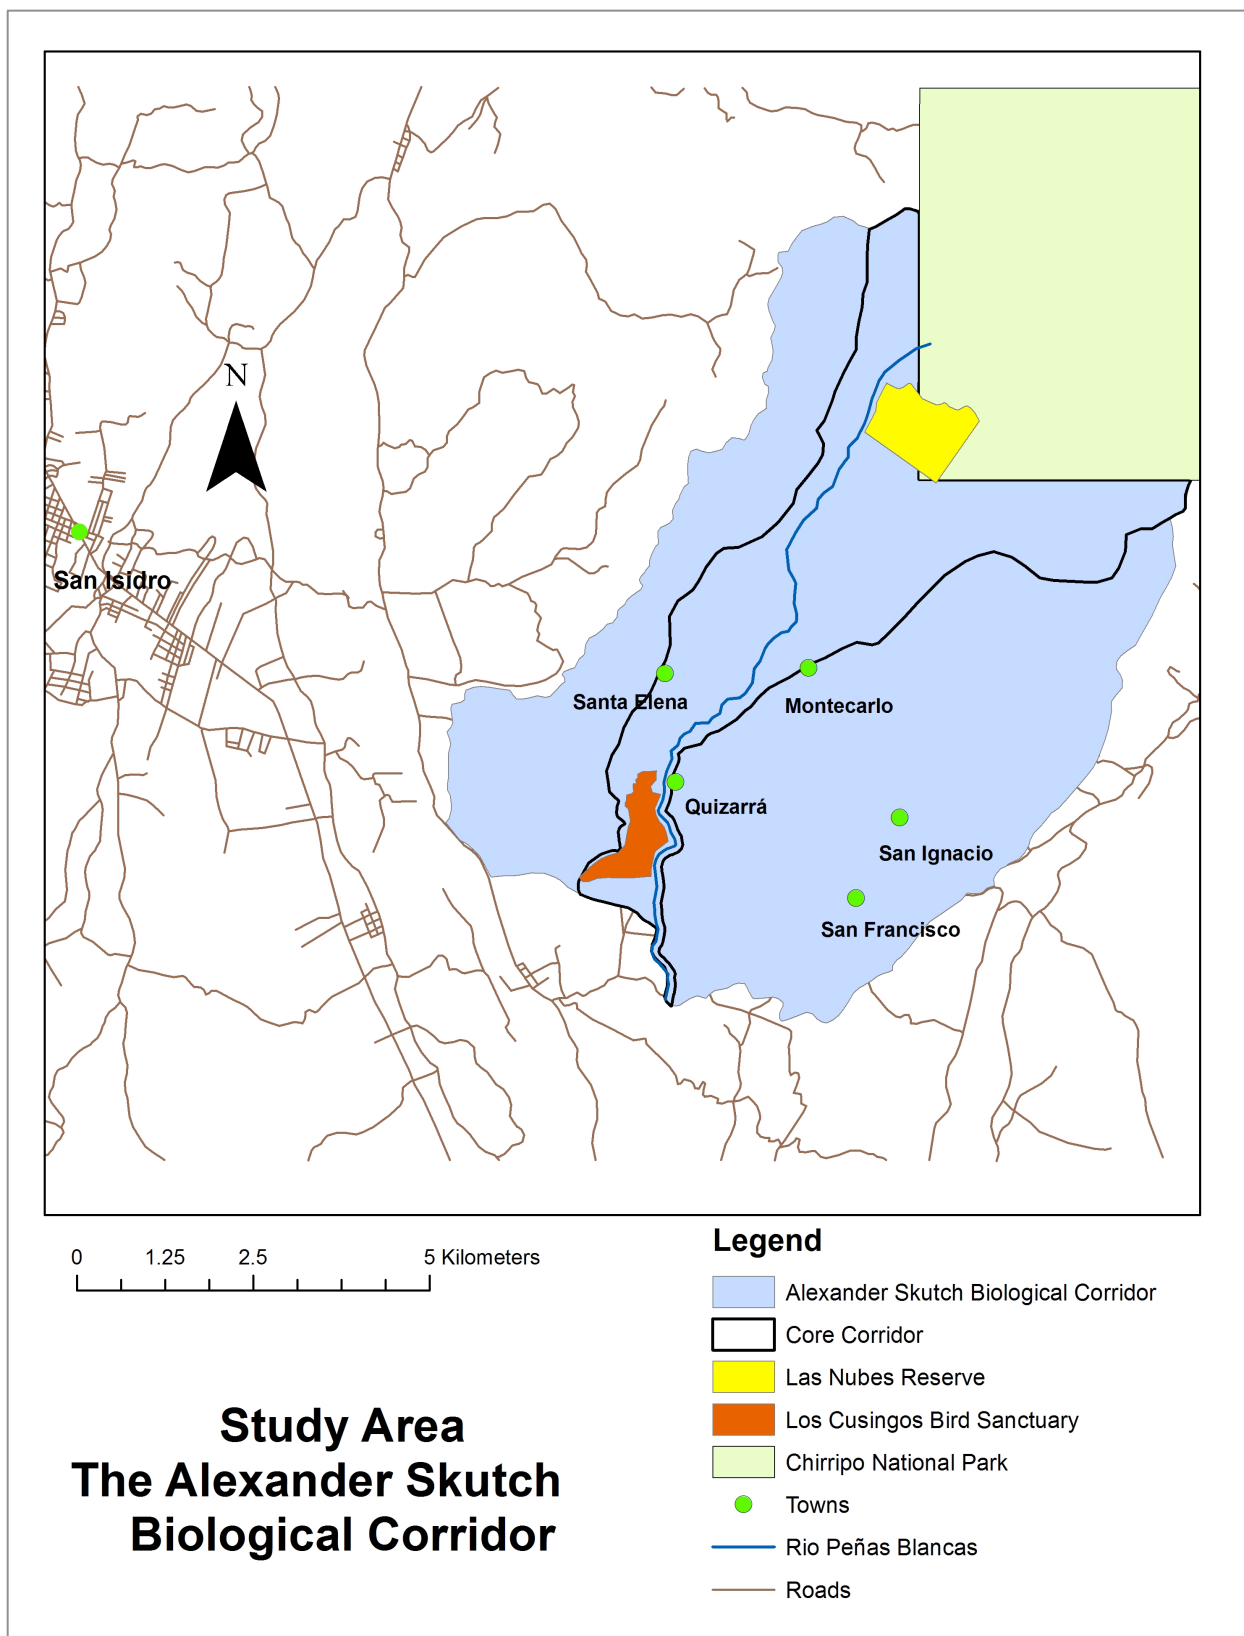 N
San Isidro
Santa Elena
Montecarlo
Quizarrá
San Ignacio
San Francisco
0 1.25 2.5 5 Kilometers
Study Area
The Alexander Skutch
Biological Corridor
Legend
Alexander Skutch Biological Corridor
Core Corridor
Las Nubes Reserve
Los Cusingos Bird Sanctuary
Chirripo National Park
Towns
Rio Peñas Blancas
Roads